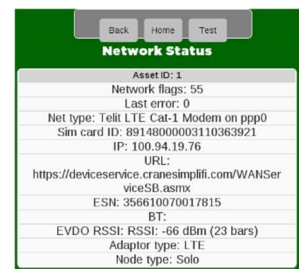 Back Home Test
Network Status
Asset ID: 1
Network flags: 55
Last error: 0
Net type: Telit LTE Cat-1 Modem on ppp0
Sim card ID: 89148000003110363921
IP: 100.94.19.76
URL:
https://deviceservice.cranesimplifi.com/WANSer
viceSB.asmx
ESN: 356610070017815
BT:
EVDO RSSI: RSSI: -66 dBm (23 bars)
Adaptor type: LTE
Node type: Solo